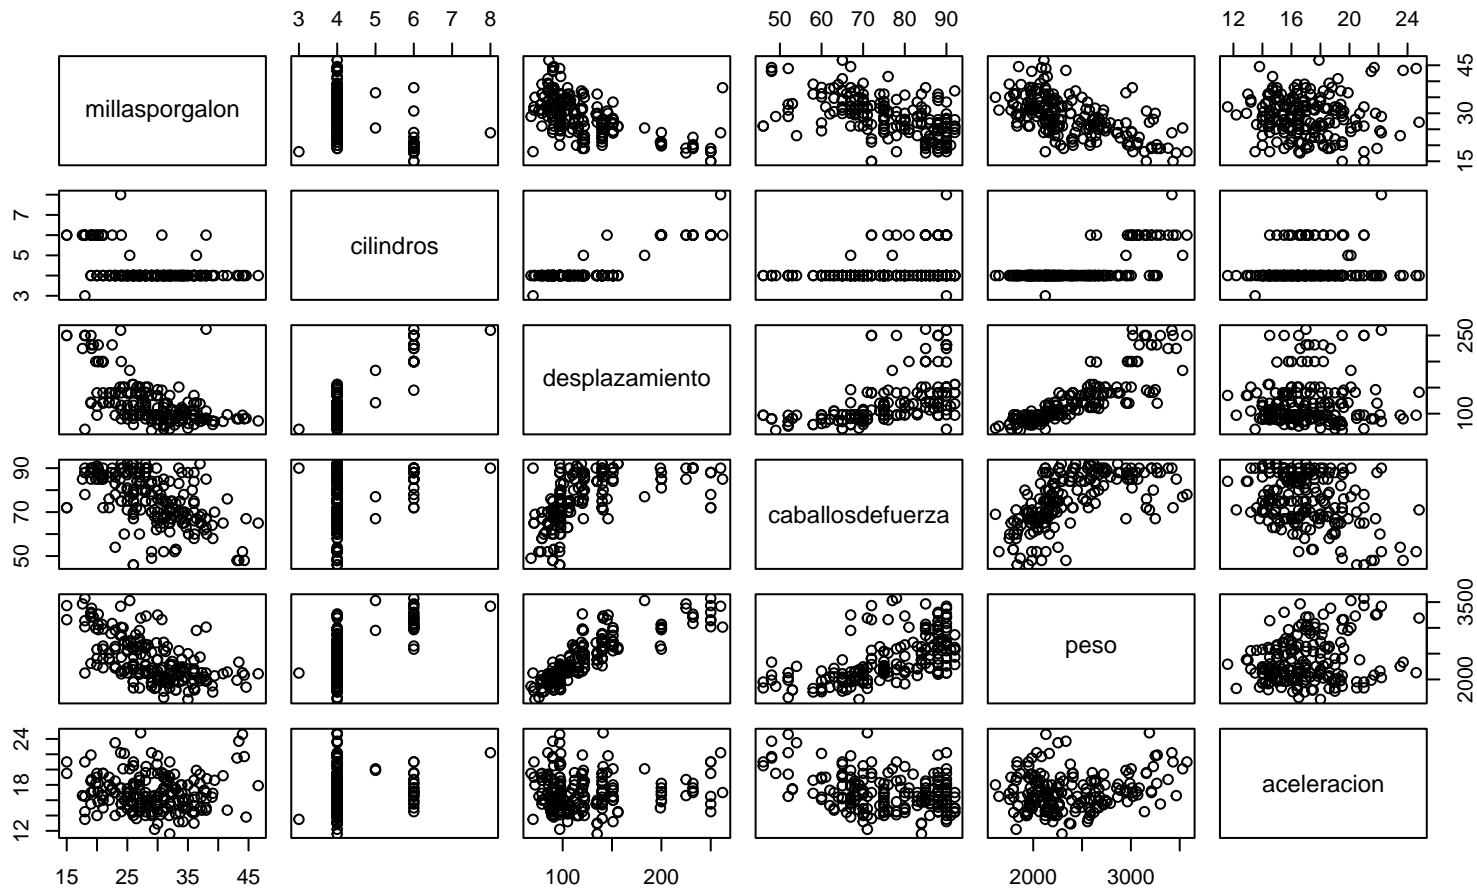 3 4 5 6 7 8 50 60 70 80 90 12 16 20 24
millasporgalon 15 30 45
3 5 7 cilindros
desplazamiento 100 250
50 70 90 caballosdefuerza
peso 2000 3500
12 18 24 aceleracion
15 25 35 45 100 200 2000 3000